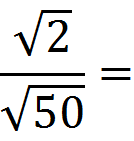 √2/√50 =